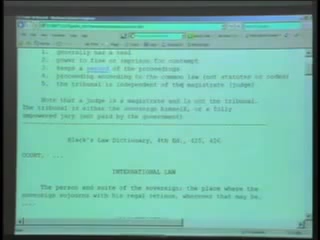 1. generally has a seal
2. power to fine or imprison for contempt
3. keeps a record of the proceedings
4. proceeding according to the common law (not statutes or codes)
5. the tribunal is independent of the magistrate (judge)
Note that a judge is a magistrate and is not the tribunal.
The tribunal is either the sovereign himself, or a fully
empowered jury (not paid by the government)
Black's Law Dictionary, 4th Ed., 425, 426
COURT. ...
INTERNATIONAL LAW
The person and suite of the sovereign; the place where the
sovereign sojourns with his regal retinue, wherever that may be.